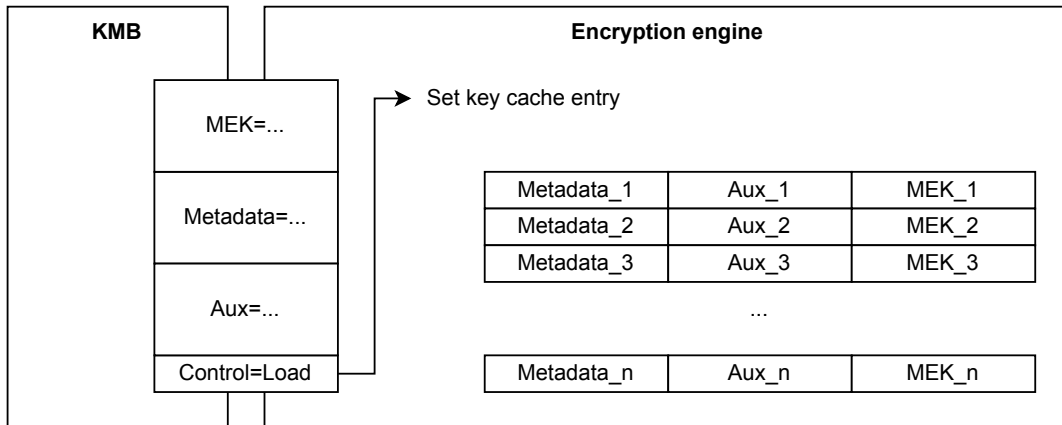 KMB
Encryption engine
Set key cache entry
MEK=...
Metadata=...
Aux=...
Control=Load
Metadata_1 Aux_1 MEK_1
Metadata_2 Aux_2 MEK_2
Metadata_3 Aux_3 MEK_3
...
Metadata_n Aux_n MEK_n